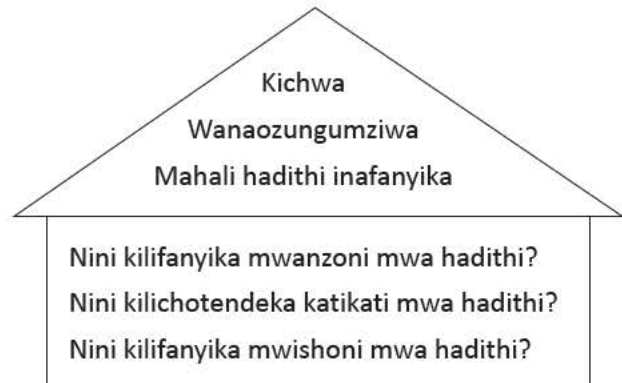 Kichwa
Wanaozungumziwa
Mahali hadithi inafanyika
Nini kilifanyika mwanzoni mwa hadithi?
Nini kilichotendeka katikati mwa hadithi?
Nini kilifanyika mwishoni mwa hadithi?